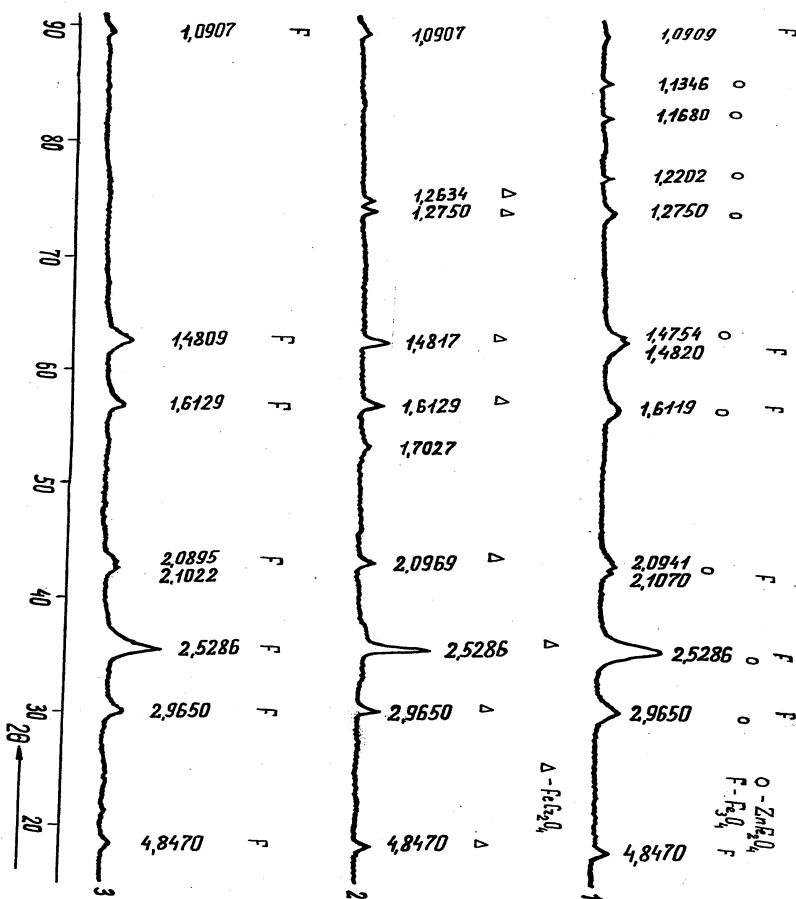 90
80
70
60
50
40
30
20
2θ
1,0907 F
1,4809 F
1,6129 F
2,0895 F
2,1022
2,5286 F
2,9650 F
4,8470 F
3
1,0907
1,2634 Δ
1,2750 Δ
1,4817 Δ
1,6129 Δ
1,7027
2,0969 Δ
2,5286 Δ
2,9650 Δ
4,8470 Δ
2
Δ - FeCr₂O₄
1,0909 F
1,1346 O
1,1680 O
1,2202 O
1,2750 O
1,4754 O
1,4820 F
1,6119 O F
2,0941 O
2,1070 F
2,5286 O F
2,9650 O F
4,8470 F
1
O - ZnFe₂O₄
F - Fe₃O₄